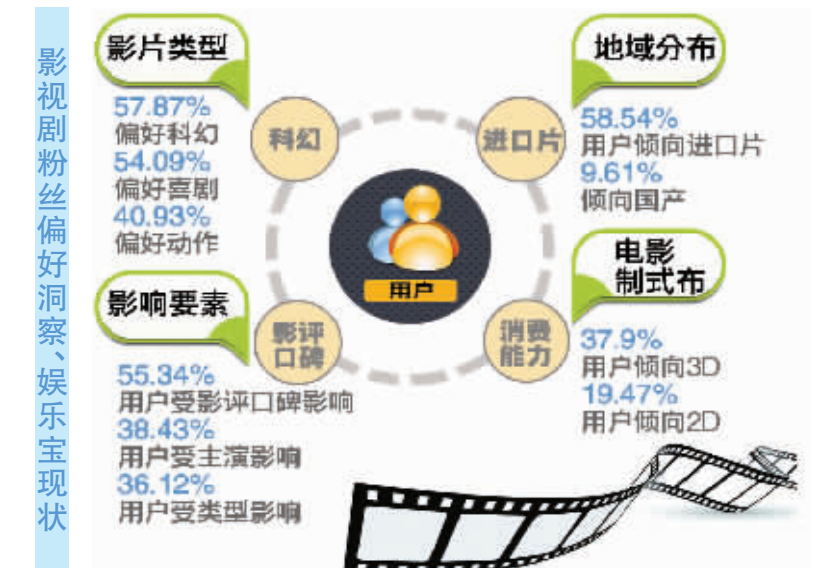 影视剧粉丝偏好洞察、娱乐宝现状
影片类型
57.87%
偏好科幻
54.09%
偏好喜剧
40.93%
偏好动作
科幻
进口片
地域分布
58.54%
用户倾向进口片
9.61%
倾向国产
用户
影响要素
55.34%
用户受影评口碑影响
38.43%
用户受主演影响
36.12%
用户受类型影响
影评
口碑
消费
能力
电影
制式布
37.9%
用户倾向3D
19.47%
用户倾向2D